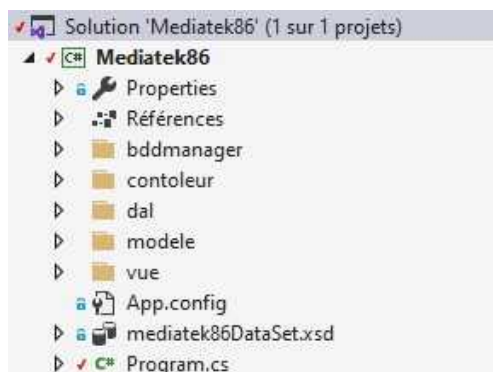 Solution 'Mediatek86' (1 sur 1 projets)
C# Mediatek86
Properties
Références
bddmanager
contoleur
dal
modele
vue
App.config
mediatek86DataSet.xsd
C# Program.cs